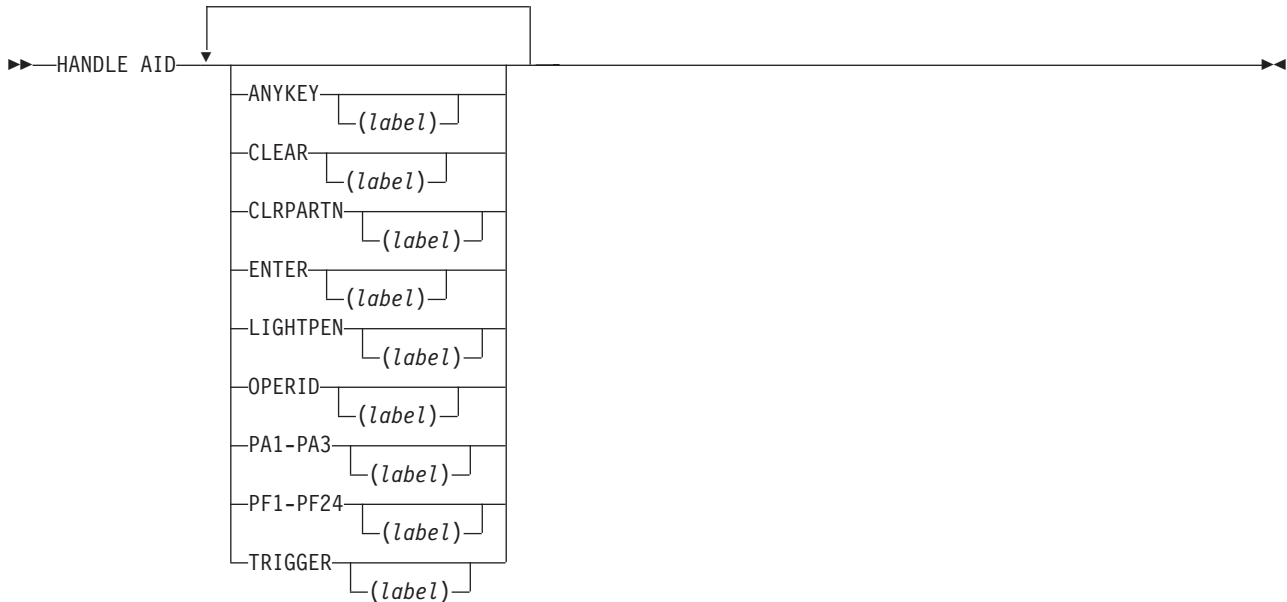 HANDLE AID
ANYKEY
(label)
CLEAR
(label)
CLRPARTN
(label)
ENTER
(label)
LIGHTPEN
(label)
OPERID
(label)
PA1-PA3
(label)
PF1-PF24
(label)
TRIGGER
(label)